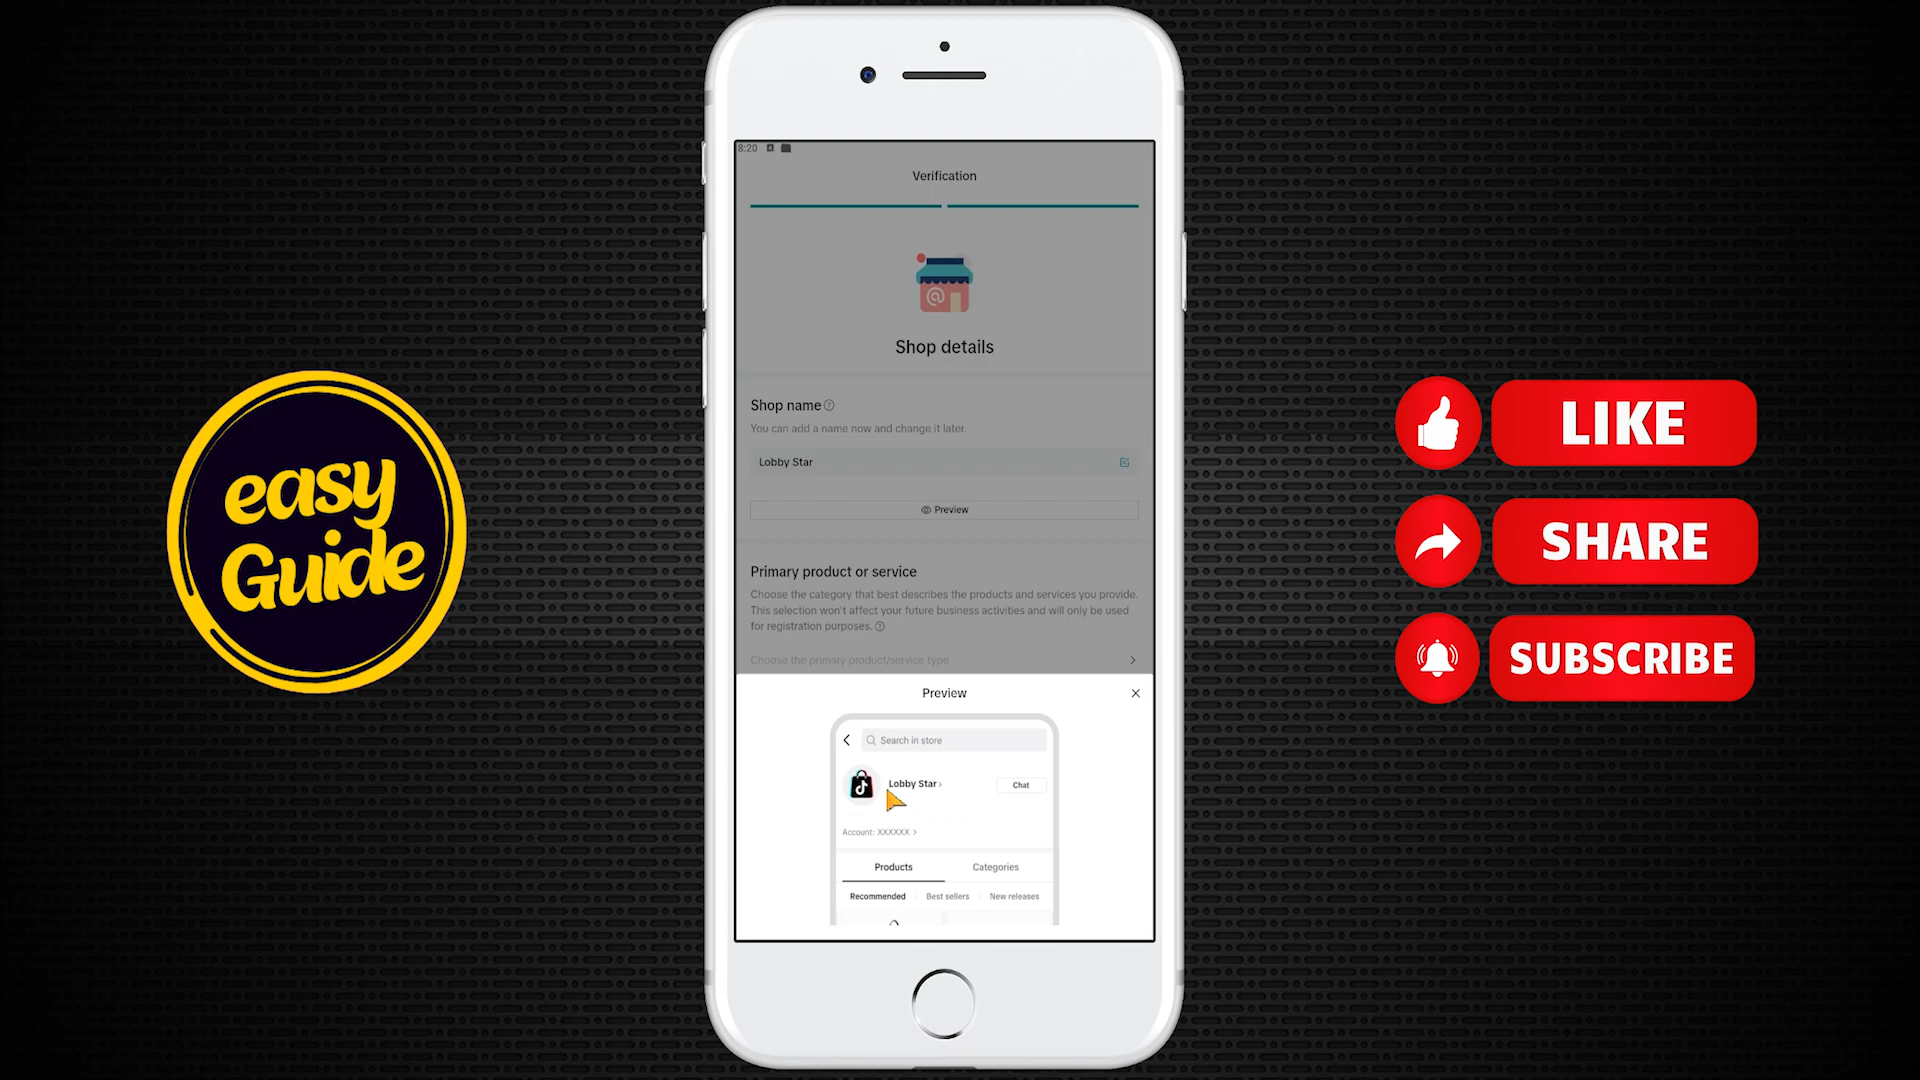 easy
Guide
8:20
Verification
Shop details
Shop name
You can add a name now and change it later.
Lobby Star
Preview
Primary product or service
Choose the category that best describes the products and services you provide.
This selection won't affect your future business activities and will only be used
for registration purposes.
Choose the primary product/service type
Preview
Search in store
Lobby Star
Chat
Account: XXXXXX
Products Categories
Recommended Best sellers New releases
LIKE
SHARE
SUBSCRIBE